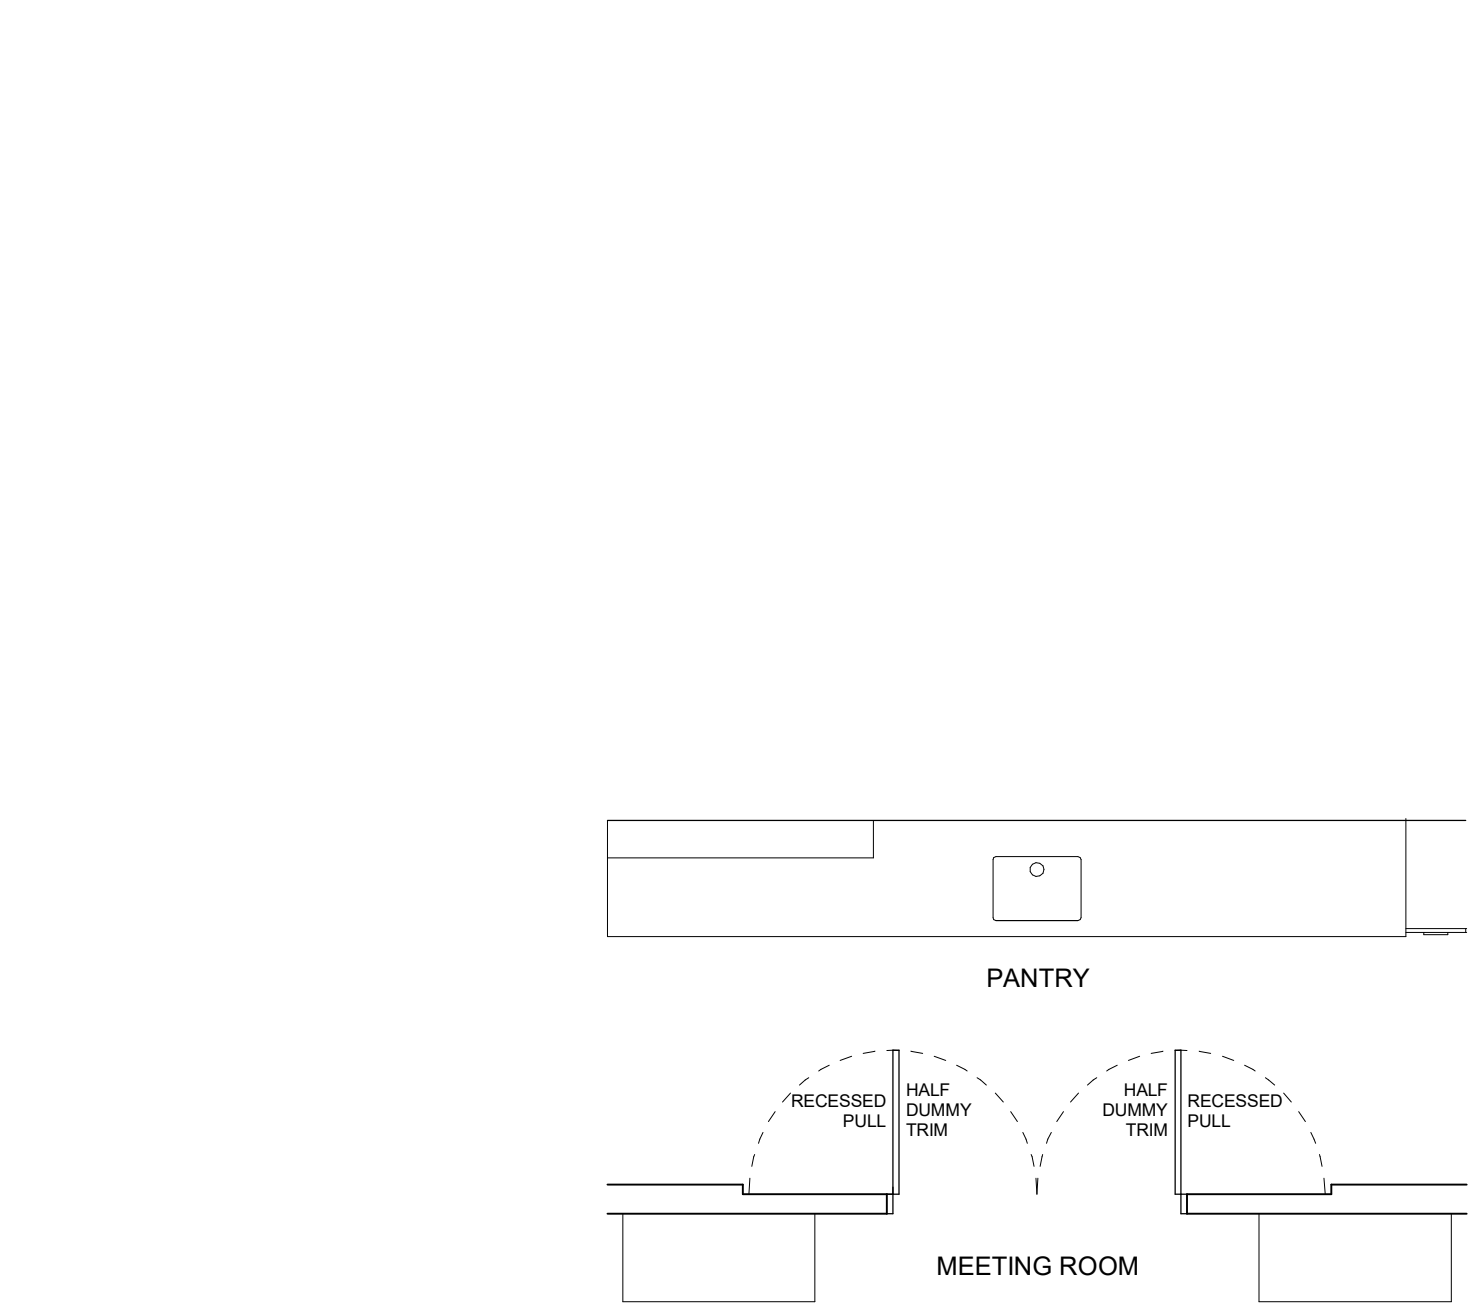 PANTRY
RECESSED
PULL
HALF
DUMMY
TRIM
HALF
DUMMY
TRIM
RECESSED
PULL
MEETING ROOM